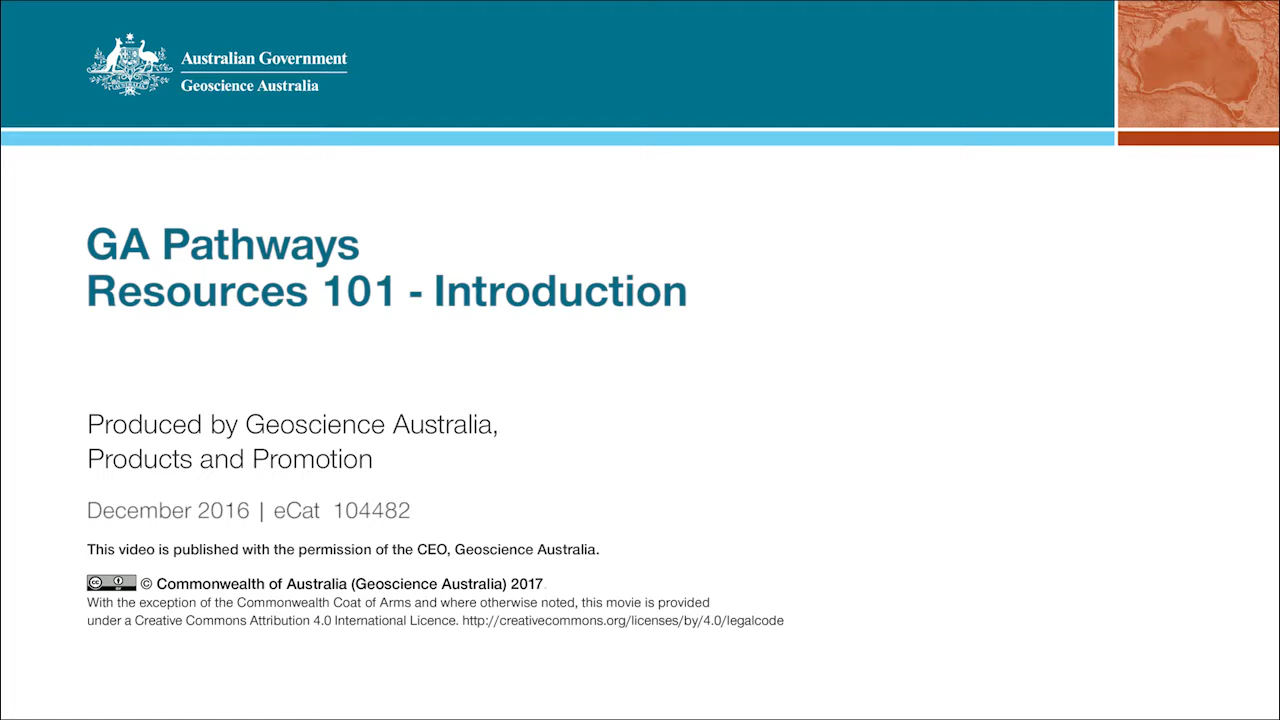 Australian Government
Geoscience Australia
GA Pathways
Resources 101 - Introduction
Produced by Geoscience Australia,
Products and Promotion
December 2016 | eCat 104482
This video is published with the permission of the CEO, Geoscience Australia.
© Commonwealth of Australia (Geoscience Australia) 2017
With the exception of the Commonwealth Coat of Arms and where otherwise noted, this movie is provided
under a Creative Commons Attribution 4.0 International Licence. http://creativecommons.org/licenses/by/4.0/legalcode